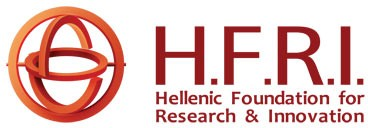 H.F.R.I.
Hellenic Foundation for
Research & Innovation